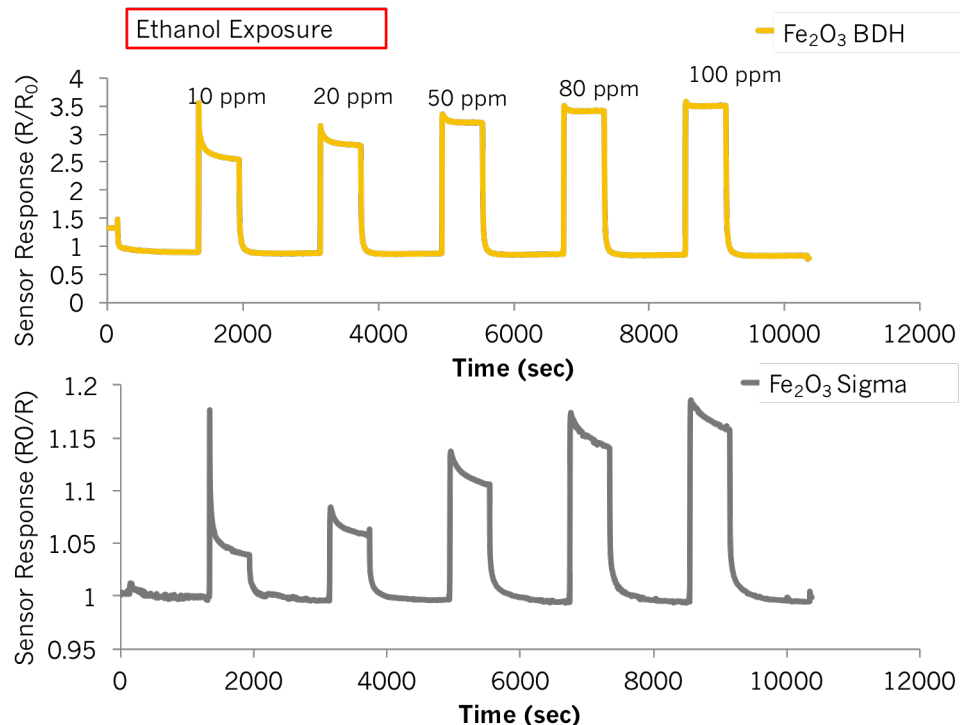 Ethanol Exposure
Fe₂O₃ BDH
Sensor Response (R/R₀)
4
3.5
3
2.5
2
1.5
1
0.5
0
10 ppm 20 ppm 50 ppm 80 ppm 100 ppm
0 2000 4000 6000 8000 10000 12000
Time (sec)
Fe₂O₃ Sigma
Sensor Response (R0/R)
1.2
1.15
1.1
1.05
1
0.95
0 2000 4000 6000 8000 10000 12000
Time (sec)